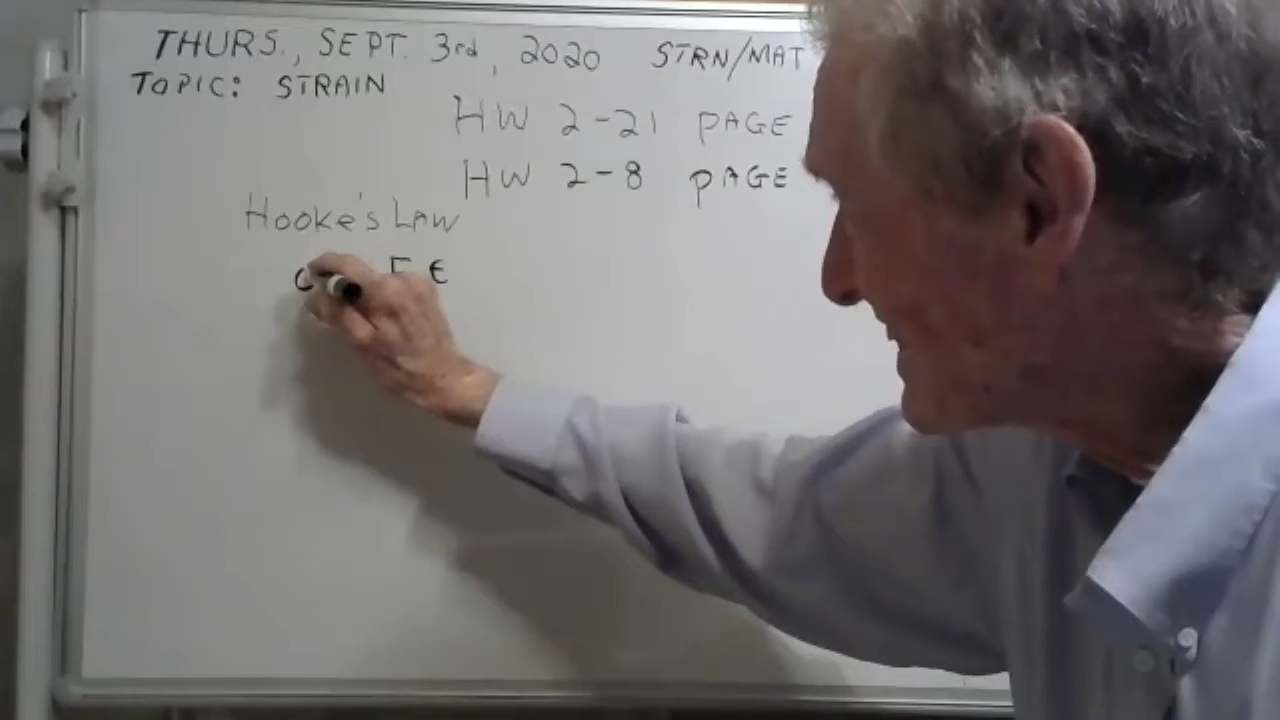 THURS., SEPT. 3rd, 2020 STRN/MAT
TOPIC: STRAIN
HW 2-21 PAGE
HW 2-8 PAGE
Hooke's LAW
E ϵ